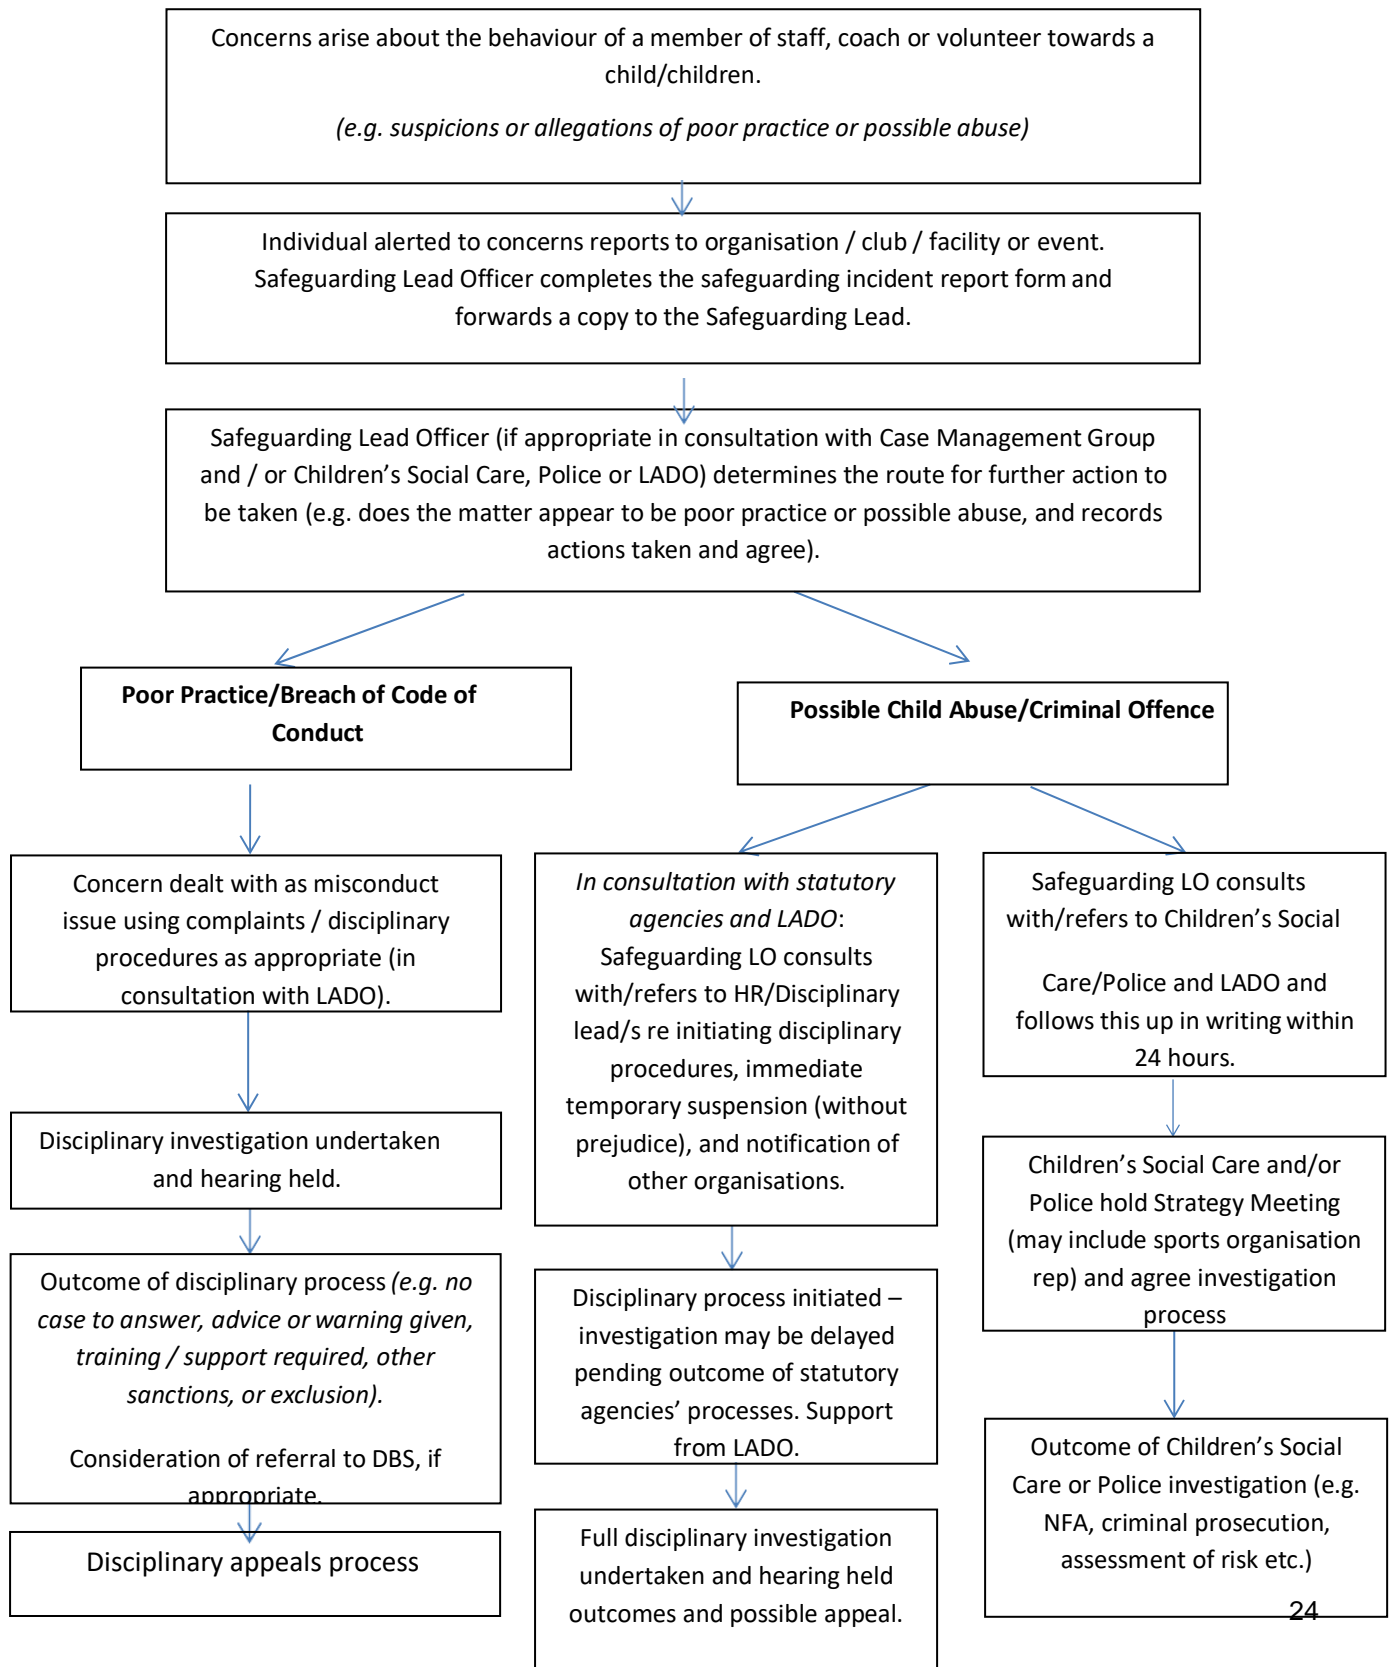 Concerns arise about the behaviour of a member of staff, coach or volunteer towards a
child/children.
(e.g. suspicions or allegations of poor practice or possible abuse)
Individual alerted to concerns reports to organisation / club / facility or event.
Safeguarding Lead Officer completes the safeguarding incident report form and
forwards a copy to the Safeguarding Lead.
Safeguarding Lead Officer (if appropriate in consultation with Case Management Group
and / or Children’s Social Care, Police or LADO) determines the route for further action to
be taken (e.g. does the matter appear to be poor practice or possible abuse, and records
actions taken and agree).
Poor Practice/Breach of Code of
Conduct
Concern dealt with as misconduct
issue using complaints / disciplinary
procedures as appropriate (in
consultation with LADO).
Disciplinary investigation undertaken
and hearing held.
Outcome of disciplinary process (e.g. no
case to answer, advice or warning given,
training / support required, other
sanctions, or exclusion).
Consideration of referral to DBS, if
appropriate.
Disciplinary appeals process
Possible Child Abuse/Criminal Offence
In consultation with statutory
agencies and LADO:
Safeguarding LO consults
with/refers to HR/Disciplinary
lead/s re initiating disciplinary
procedures, immediate
temporary suspension (without
prejudice), and notification of
other organisations.
Disciplinary process initiated –
investigation may be delayed
pending outcome of statutory
agencies’ processes. Support
from LADO.
Full disciplinary investigation
undertaken and hearing held
outcomes and possible appeal.
Safeguarding LO consults
with/refers to Children’s Social
Care/Police and LADO and
follows this up in writing within
24 hours.
Children’s Social Care and/or
Police hold Strategy Meeting
(may include sports organisation
rep) and agree investigation
process
Outcome of Children’s Social
Care or Police investigation (e.g.
NFA, criminal prosecution,
assessment of risk etc.)
24